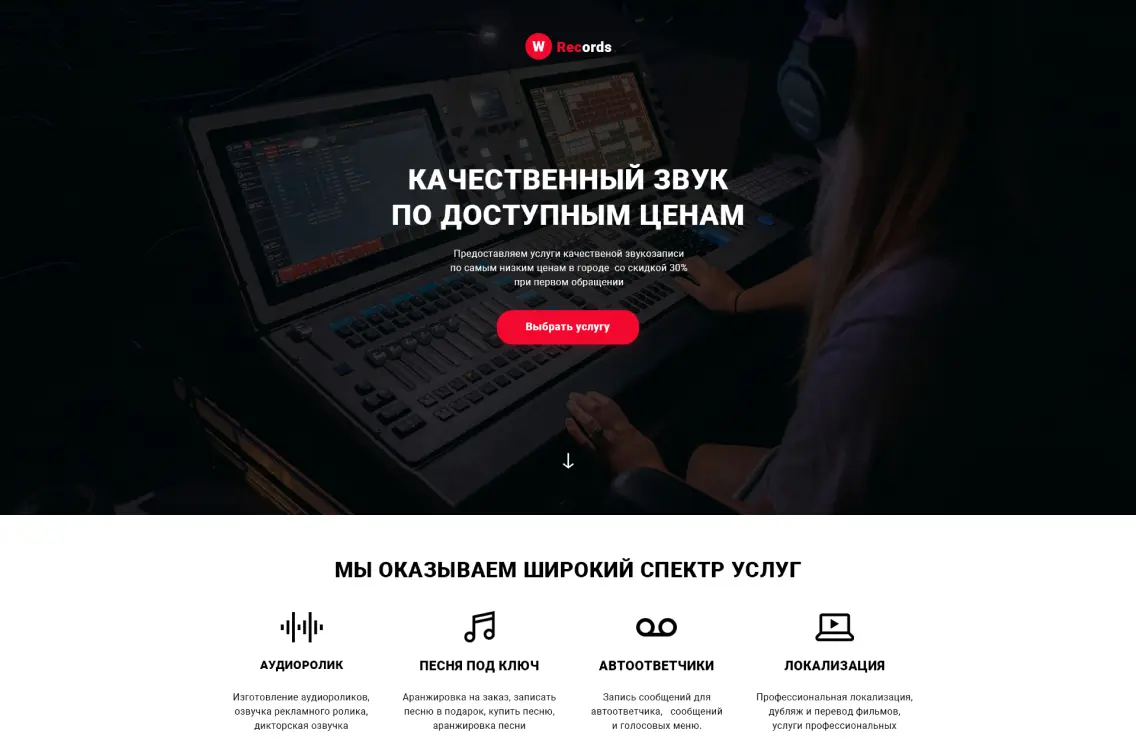 W Records
КАЧЕСТВЕННЫЙ ЗВУК
ПО ДОСТУПНЫМ ЦЕНАМ
Предоставляем услуги качественой звукозаписи
по самым низким ценам в городе со скидкой 30%
при первом обращении
Выбрать услугу
МЫ ОКАЗЫВАЕМ ШИРОКИЙ СПЕКТР УСЛУГ
АУДИОРОЛИК
Изготовление аудиороликов,
озвучка рекламного ролика,
дикторская озвучка
ПЕСНЯ ПОД КЛЮЧ
Аранжировка на заказ, записать
песню в подарок, купить песню,
аранжировка песни
АВТООТВЕТЧИКИ
Запись сообщений для
автоответчика, сообщений
и голосовых меню.
ЛОКАЛИЗАЦИЯ
Профессиональная локализация,
дубляж и перевод фильмов,
услуги профессиональных